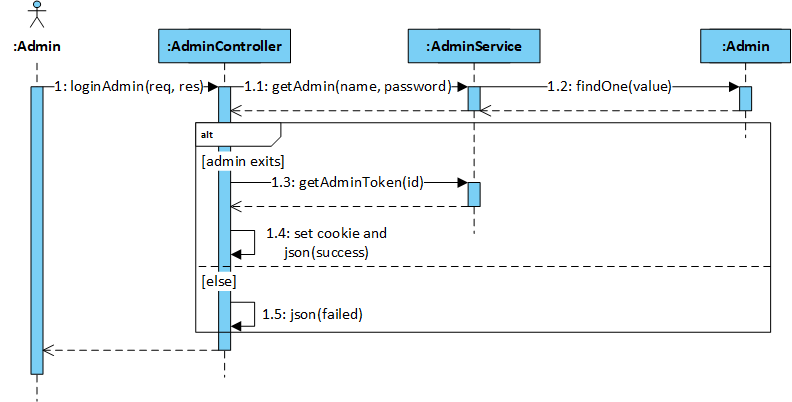 :Admin
:AdminController
:AdminService
:Admin
1: loginAdmin(req, res)
1.1: getAdmin(name, password)
1.2: findOne(value)
alt
[admin exits]
1.3: getAdminToken(id)
1.4: set cookie and
json(success)
[else]
1.5: json(failed)